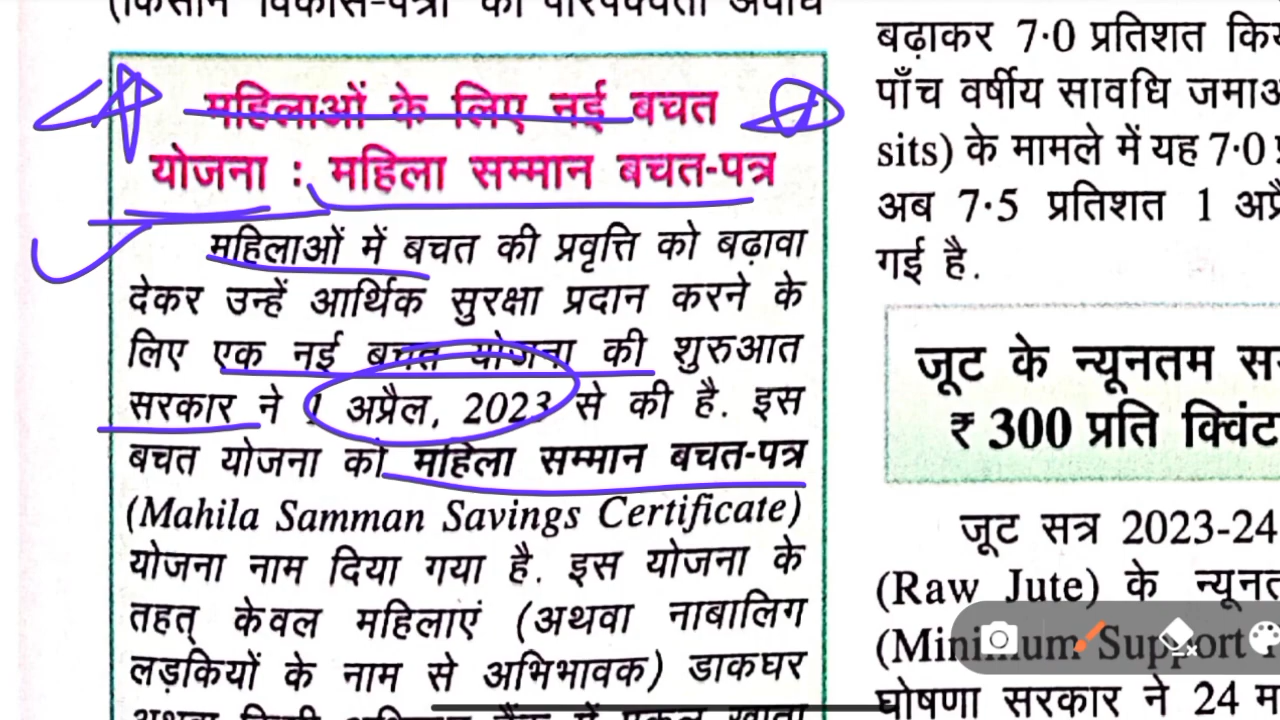 (किसान विकास-पत्रों की परिपक्वता अवधि
महिलाओं के लिए नई बचत
योजना : महिला सम्मान बचत-पत्र
महिलाओं में बचत की प्रवृत्ति को बढ़ावा
देकर उन्हें आर्थिक सुरक्षा प्रदान करने के
लिए एक नई बचत योजना की शुरुआत
सरकार ने 1 अप्रैल, 2023 से की है. इस
बचत योजना को महिला सम्मान बचत-पत्र
(Mahila Samman Savings Certificate)
योजना नाम दिया गया है. इस योजना के
तहत् केवल महिलाएं (अथवा नाबालिग
लड़कियों के नाम से अभिभावक) डाकघर
बढ़ाकर 7·0 प्रतिशत
पाँच वर्षीय सावधि
sits) के मामले में यह 7·0
अब 7·5 प्रतिशत 1
गई है.
जूट के न्यूनतम
₹ 300 प्रति
जूट सत्र 2023-24
(Raw Jute) के
(Minimum Support
घोषणा सरकार ने 24